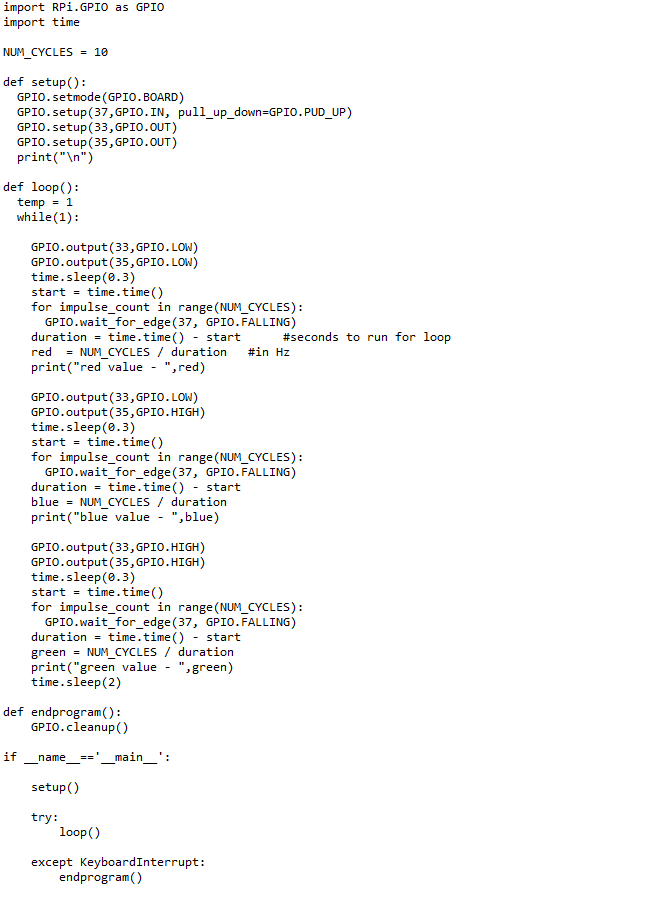 import RPi.GPIO as GPIO
import time

NUM_CYCLES = 10

def setup():
  GPIO.setmode(GPIO.BOARD)
  GPIO.setup(37,GPIO.IN, pull_up_down=GPIO.PUD_UP)
  GPIO.setup(33,GPIO.OUT)
  GPIO.setup(35,GPIO.OUT)
  print("\n")

def loop():
  temp = 1
  while(1):

    GPIO.output(33,GPIO.LOW)
    GPIO.output(35,GPIO.LOW)
    time.sleep(0.3)
    start = time.time()
    for impulse_count in range(NUM_CYCLES):
      GPIO.wait_for_edge(37, GPIO.FALLING)
    duration = time.time() - start      #seconds to run for loop
    red  = NUM_CYCLES / duration   #in Hz
    print("red value - ",red)

    GPIO.output(33,GPIO.LOW)
    GPIO.output(35,GPIO.HIGH)
    time.sleep(0.3)
    start = time.time()
    for impulse_count in range(NUM_CYCLES):
      GPIO.wait_for_edge(37, GPIO.FALLING)
    duration = time.time() - start
    blue = NUM_CYCLES / duration
    print("blue value - ",blue)

    GPIO.output(33,GPIO.HIGH)
    GPIO.output(35,GPIO.HIGH)
    time.sleep(0.3)
    start = time.time()
    for impulse_count in range(NUM_CYCLES):
      GPIO.wait_for_edge(37, GPIO.FALLING)
    duration = time.time() - start
    green = NUM_CYCLES / duration
    print("green value - ",green)
    time.sleep(2)

def endprogram():
    GPIO.cleanup()

if __name__=='__main__':

    setup()

    try:
        loop()

    except KeyboardInterrupt:
        endprogram()